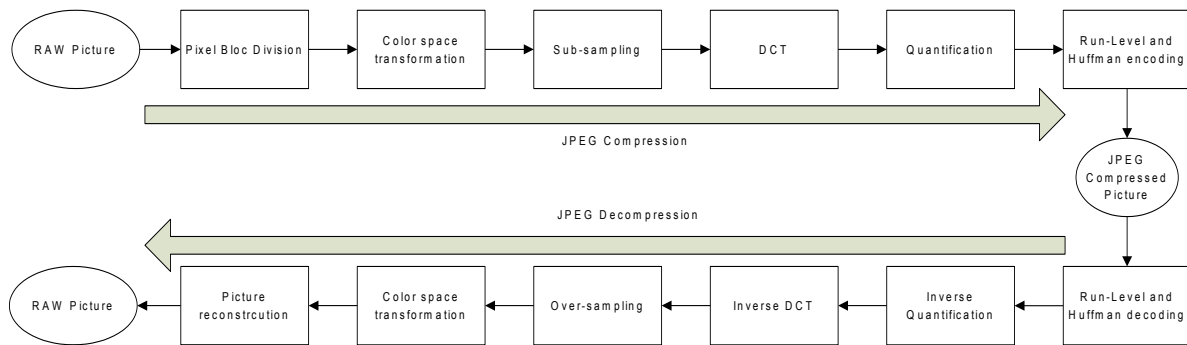 RAW Picture
Pixel Bloc Division
Color space
transformation
Sub-sampling
DCT
Quantification
Run-Level and
Huffman encoding
JPEG Compression
JPEG
Compressed
Picture
JPEG Decompression
RAW Picture
Picture
reconstrcution
Color space
transformation
Over-sampling
Inverse DCT
Inverse
Quantification
Run-Level and
Huffman decoding